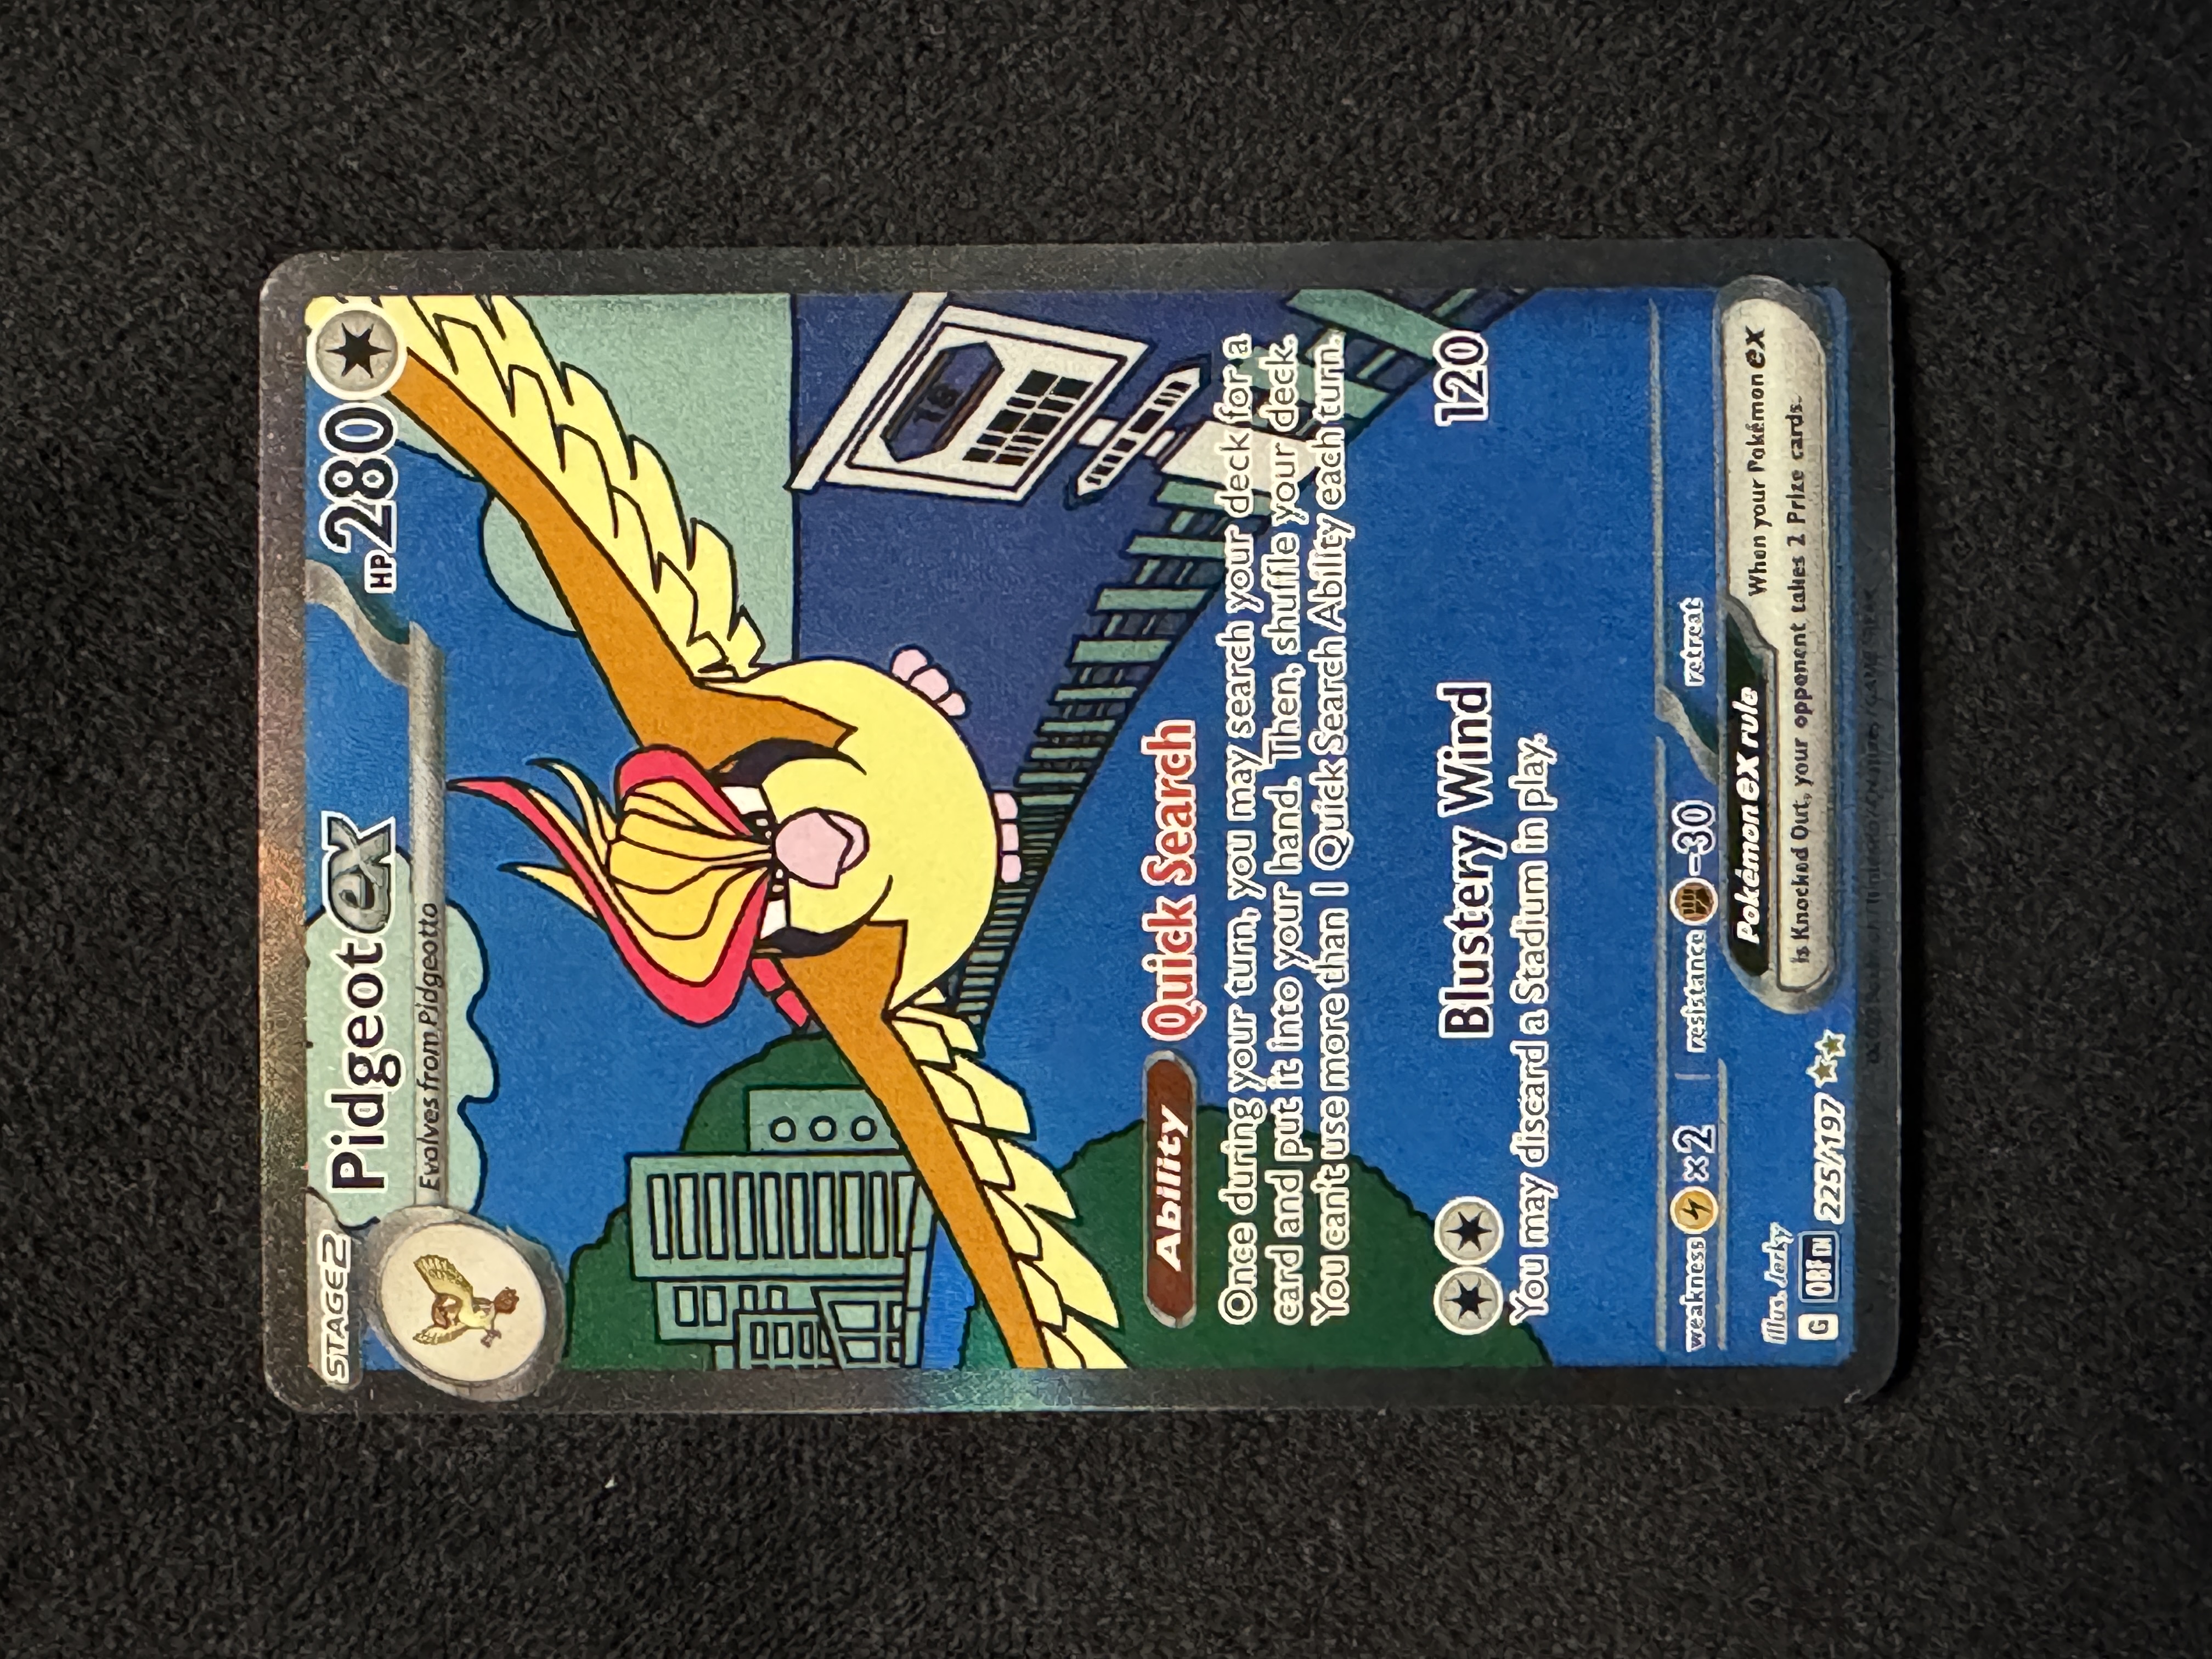 STAGE2
Pidgeot ex
HP 280
Evolves from Pidgeotto
16
Ability Quick Search
Once during your turn, you may search your deck for a
card and put it into your hand. Then, shuffle your deck.
You can't use more than 1 Quick Search Ability each turn.
Blustery Wind 120
You may discard a Stadium in play.
weakness ×2 resistance -30 retreat
Illus. Jerky
Pokémon ex rule When your Pokémon ex
is Knocked Out, your opponent takes 2 Prize cards.
G OBF EN 225/197